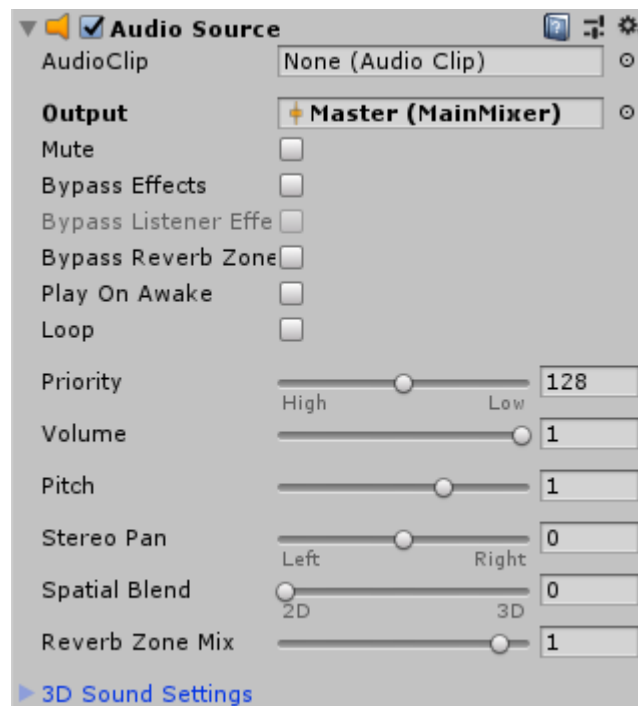 Audio Source
AudioClip None (Audio Clip)
Output Master (MainMixer)
Mute
Bypass Effects
Bypass Listener Effe
Bypass Reverb Zone
Play On Awake
Loop
Priority 128
High Low
Volume 1
Pitch 1
Stereo Pan 0
Left Right
Spatial Blend 0
2D 3D
Reverb Zone Mix 1
3D Sound Settings